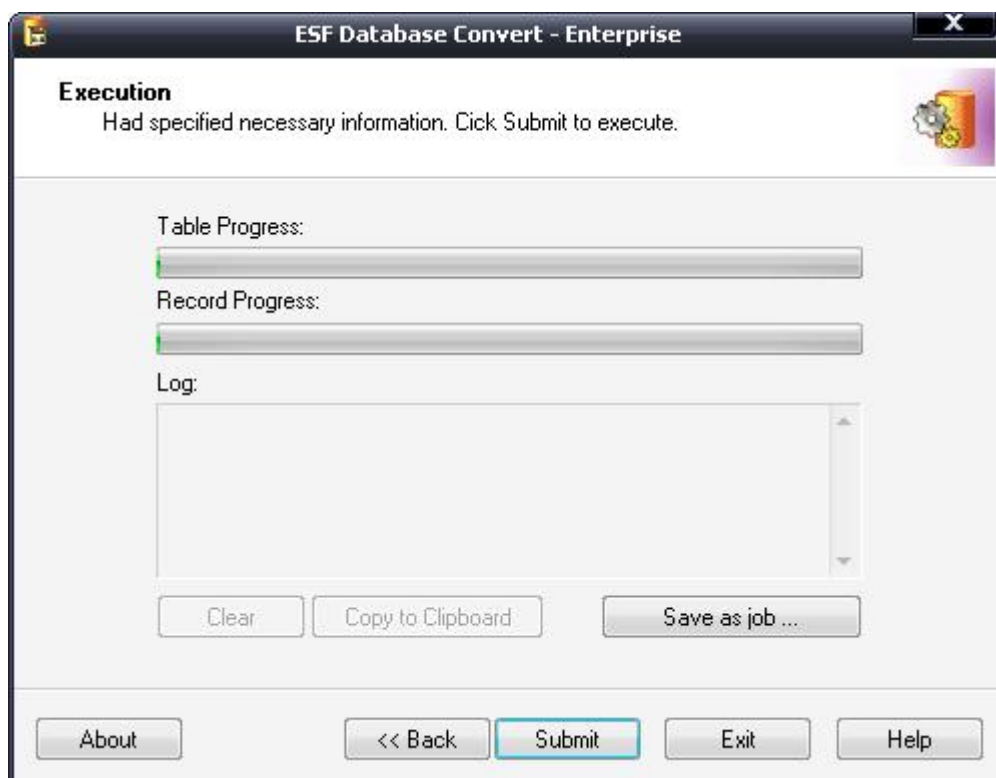 ESF Database Convert - Enterprise
X
Execution
Had specified necessary information. Cick Submit to execute.
Table Progress:
Record Progress:
Log:
Clear Copy to Clipboard Save as job ...
About << Back Submit Exit Help